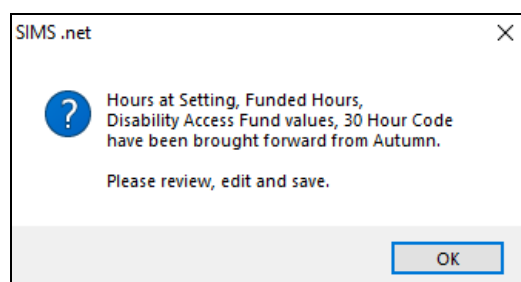 SIMS .net
Hours at Setting, Funded Hours,
Disability Access Fund values, 30 Hour Code
have been brought forward from Autumn.
Please review, edit and save.
OK